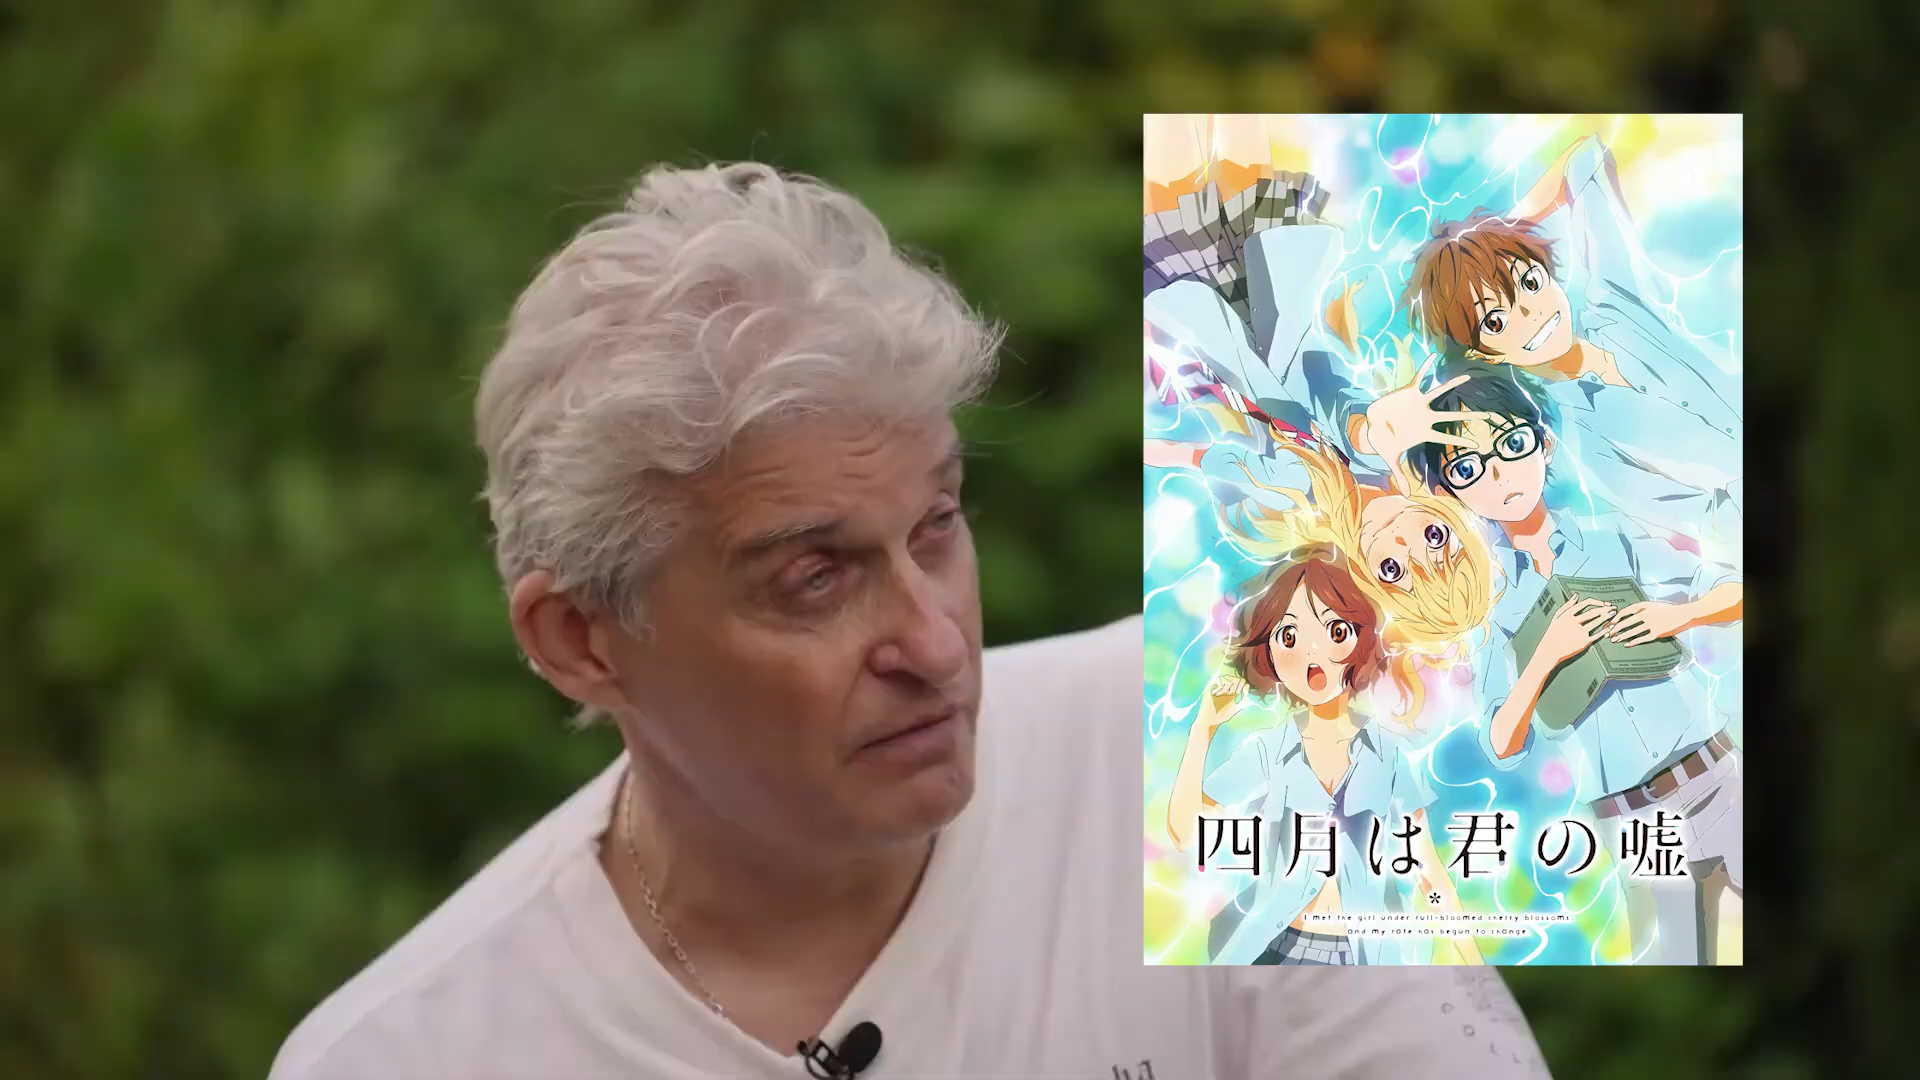 四月は君の嘘
*
I met the girl under full-bloomed cherry blossoms,
and my fate has begun to change.